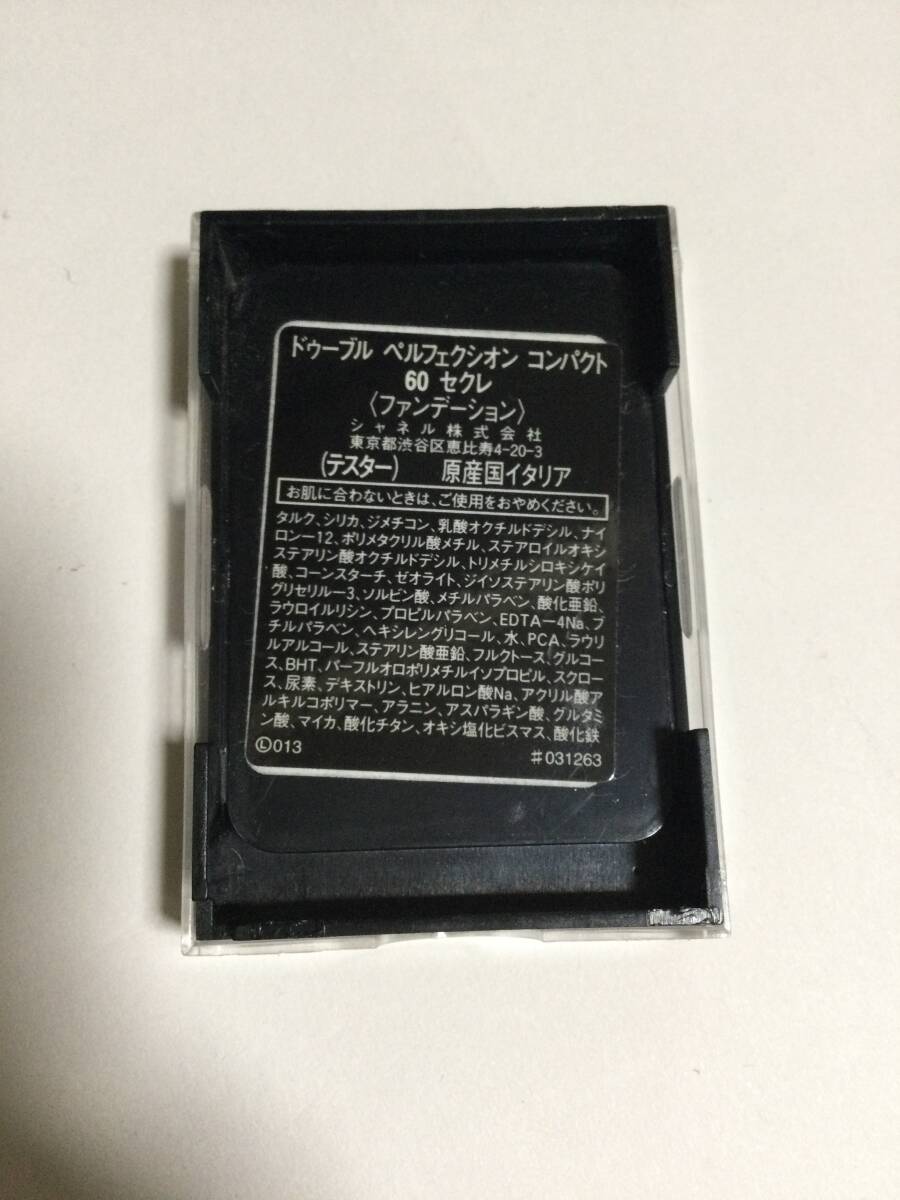 ドゥーブル ペルフェクシオン コンパクト
60 セクレ
〈ファンデーション〉
シャネル株式会社
東京都渋谷区恵比寿4-20-3
(テスター) 原産国イタリア
お肌に合わないときは、ご使用をおやめください。
タルク、シリカ、ジメチコン、乳酸オクチルドデシル、ナイ
ロン−12、ポリメタクリル酸メチル、ステアロイルオキシ
ステアリン酸オクチルドデシル、トリメチルシロキシケイ
酸、コーンスターチ、ゼオライト、ジイソステアリン酸ポリ
グリセリル−3、ソルビン酸、メチルパラベン、酸化亜鉛、
ラウロイルリシン、プロピルパラベン、EDTA−4Na、ブ
チルパラベン、ヘキシレングリコール、水、PCA、ラウリ
ルアルコール、ステアリン酸亜鉛、フルクトース、グルコー
ス、BHT、パーフルオロポリメチルイソプロピル、スクロー
ス、尿素、デキストリン、ヒアルロン酸Na、アクリル酸ア
ルキルコポリマー、アラニン、アスパラギン酸、グルタミ
ン酸、マイカ、酸化チタン、オキシ塩化ビスマス、酸化鉄
Ⓛ013 #031263